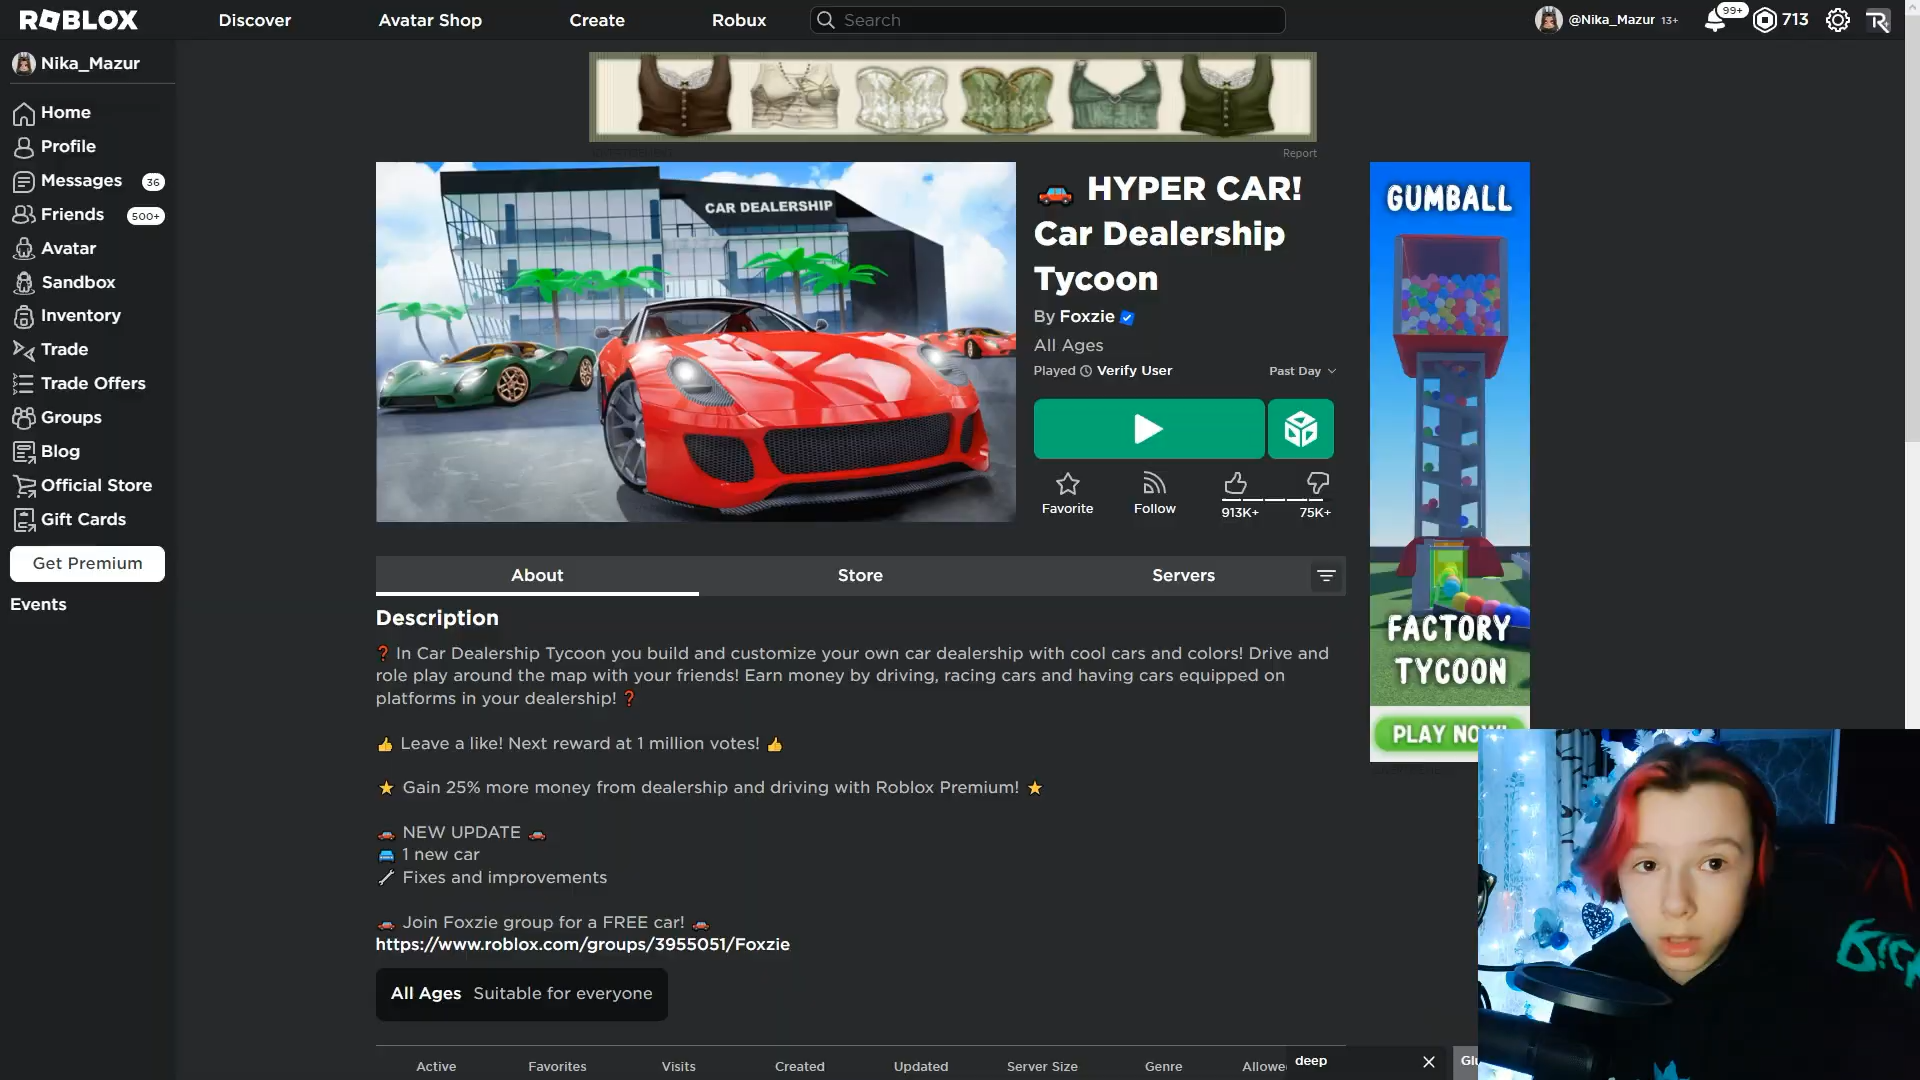 ROBLOX
Discover
Avatar Shop
Create
Robux
Search
@Nika_Mazur 13+
99+
713
Nika_Mazur
Home
Profile
Messages 36
Friends 500+
Avatar
Sandbox
Inventory
Trade
Trade Offers
Groups
Blog
Official Store
Gift Cards
Get Premium
Events
Report
CAR DEALERSHIP
🚗 HYPER CAR!
Car Dealership
Tycoon
By Foxzie
All Ages
Played Verify User
Past Day
Favorite
Follow
913K+
75K+
GUMBALL
FACTORY
TYCOON
About
Store
Servers
Description
❓ In Car Dealership Tycoon you build and customize your own car dealership with cool cars and colors! Drive and
role play around the map with your friends! Earn money by driving, racing cars and having cars equipped on
platforms in your dealership! ❓
👍 Leave a like! Next reward at 1 million votes! 👍
⭐ Gain 25% more money from dealership and driving with Roblox Premium! ⭐
🚗 NEW UPDATE 🚗
🚘 1 new car
🔧 Fixes and improvements
🚗 Join Foxzie group for a FREE car! 🚗
https://www.roblox.com/groups/3955051/Foxzie
All Ages Suitable for everyone
PLAY NOW!
Active
Favorites
Visits
Created
Updated
Server Size
Genre
Allowe
deep